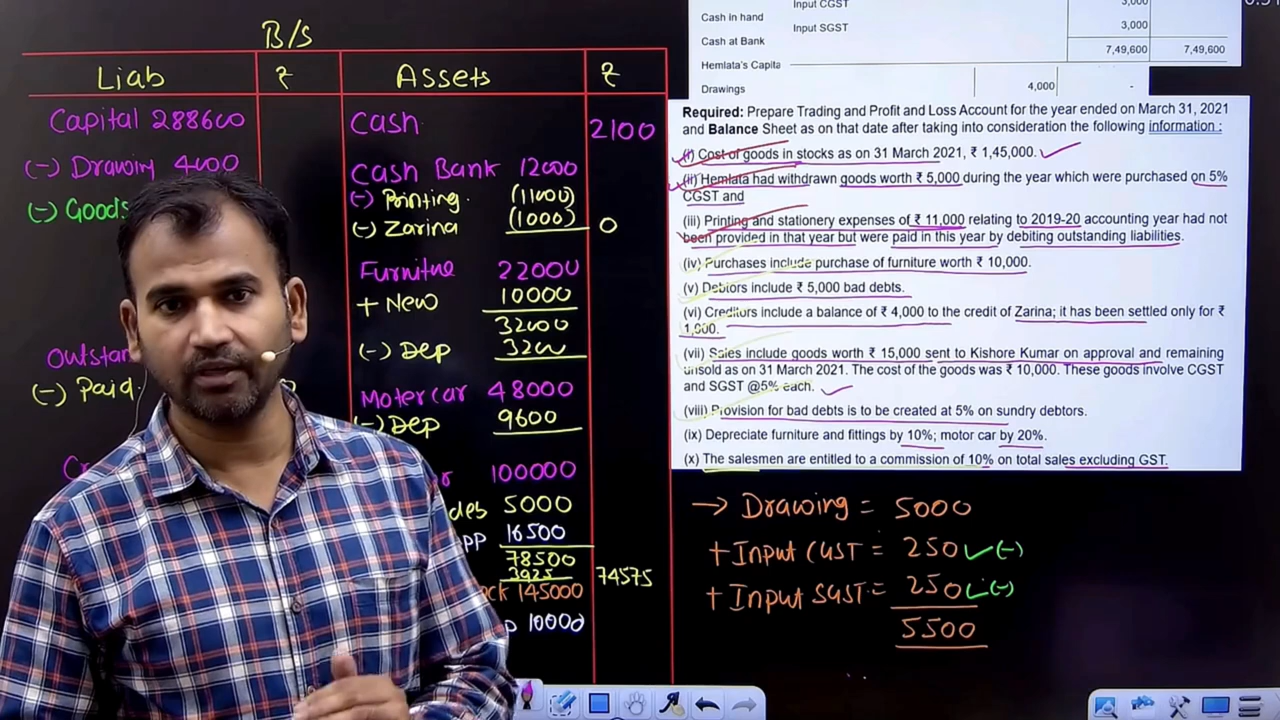 B/S
Liab ₹ Assets ₹
Capital 288600
(-) Drawing 4000
(-) Goods
Outstan
(-) Paid
Cash 2100
Cash Bank 12000
(-) Printing (11000)
(-) Zarina (1000) 0
Furnitue 22000
+ New 10000
32000
(-) Dep 3200
Motercar 48000
(-) Dep 9600
100000
des 5000
pp 16500
78500
3925 74575
ock 145000
10000
Input CGST 3,000
Cash in hand
Input SGST 3,000
Cash at Bank
7,49,600 7,49,600
Hemlata's Capita
Drawings 4,000 -
Required: Prepare Trading and Profit and Loss Account for the year ended on March 31, 2021
and Balance Sheet as on that date after taking into consideration the following information :
(i) Cost of goods in stocks as on 31 March 2021, ₹ 1,45,000.
(ii) Hemlata had withdrawn goods worth ₹ 5,000 during the year which were purchased on 5%
CGST and
(iii) Printing and stationery expenses of ₹ 11,000 relating to 2019-20 accounting year had not
been provided in that year but were paid in this year by debiting outstanding liabilities.
(iv) Purchases include purchase of furniture worth ₹ 10,000.
(v) Debtors include ₹ 5,000 bad debts.
(vi) Creditors include a balance of ₹ 4,000 to the credit of Zarina; it has been settled only for ₹
1,000.
(vii) Sales include goods worth ₹ 15,000 sent to Kishore Kumar on approval and remaining
unsold as on 31 March 2021. The cost of the goods was ₹ 10,000. These goods involve CGST
and SGST @5% each.
(viii) Provision for bad debts is to be created at 5% on sundry debtors.
(ix) Depreciate furniture and fittings by 10%; motor car by 20%.
(x) The salesmen are entitled to a commission of 10% on total sales excluding GST.
→ Drawing = 5000
+ Input CGST = 250 ✓ (-)
+ Input SGST = 250 ✓ (-)
5500